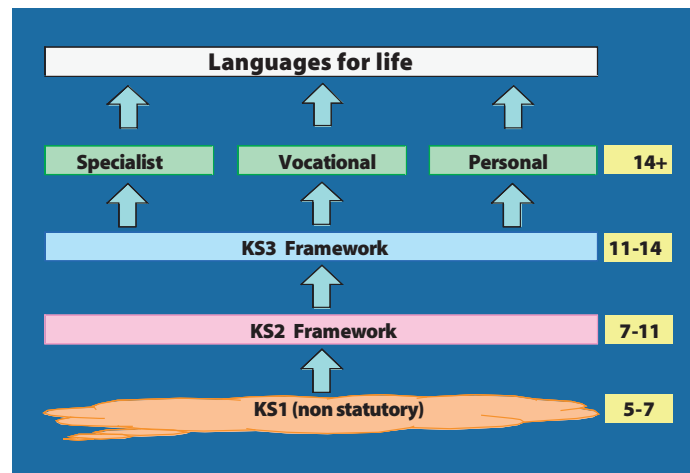 Languages for life
Specialist Vocational Personal 14+
KS3 Framework 11-14
KS2 Framework 7-11
KS1 (non statutory) 5-7